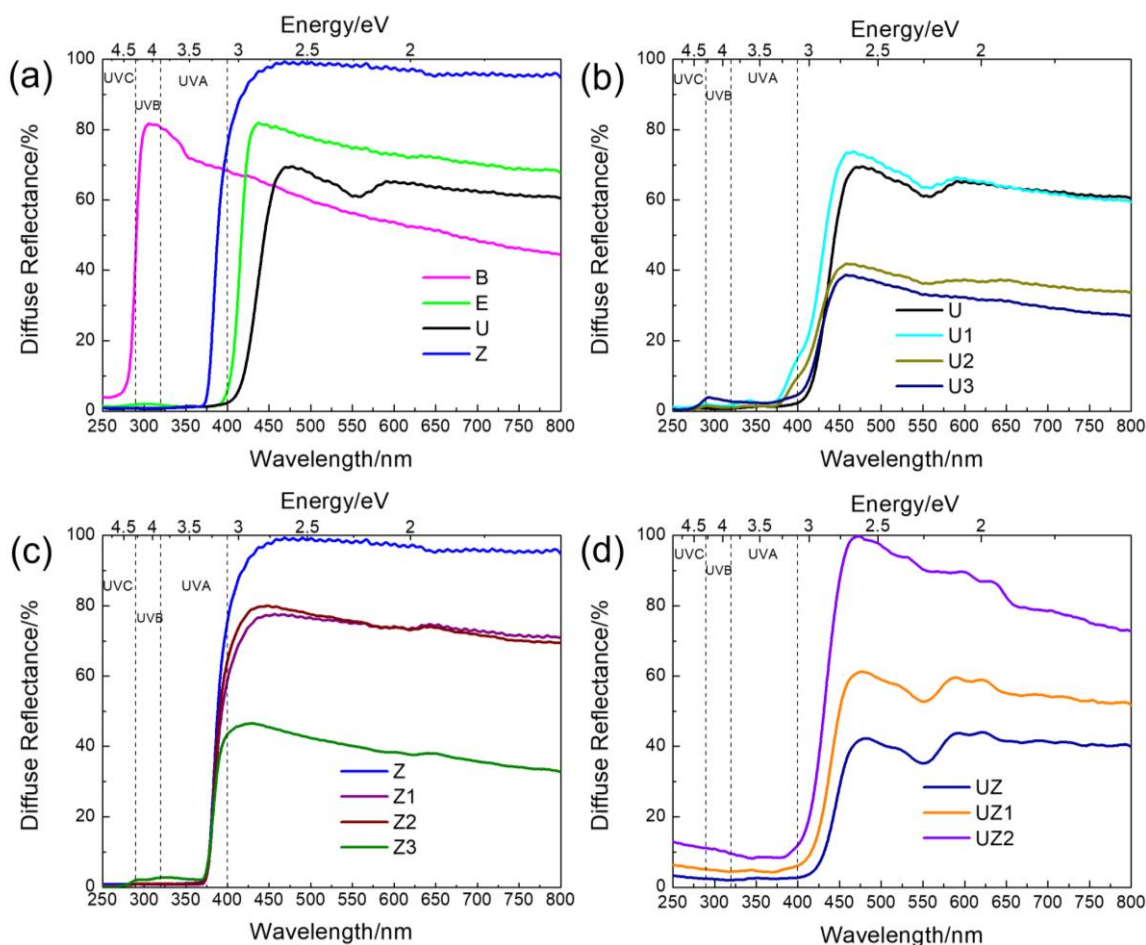 Energy/eV
4.5 4 3.5 3 2.5 2
(a)
100
80
60
40
20
0
UVC
UVB
UVA
B
E
U
Z
Diffuse Reflectance/%
250 300 350 400 450 500 550 600 650 700 750 800
Wavelength/nm
Energy/eV
4.5 4 3.5 3 2.5 2
(b)
100
80
60
40
20
0
UVC
UVB
UVA
U
U1
U2
U3
Diffuse Reflectance/%
250 300 350 400 450 500 550 600 650 700 750 800
Wavelength/nm
Energy/eV
4.5 4 3.5 3 2.5 2
(c)
100
80
60
40
20
0
UVC
UVB
UVA
Z
Z1
Z2
Z3
Diffuse Reflectance/%
250 300 350 400 450 500 550 600 650 700 750 800
Wavelength/nm
Energy/eV
4.5 4 3.5 3 2.5 2
(d)
100
80
60
40
20
0
UVC
UVB
UVA
UZ
UZ1
UZ2
Diffuse Reflectance/%
250 300 350 400 450 500 550 600 650 700 750 800
Wavelength/nm